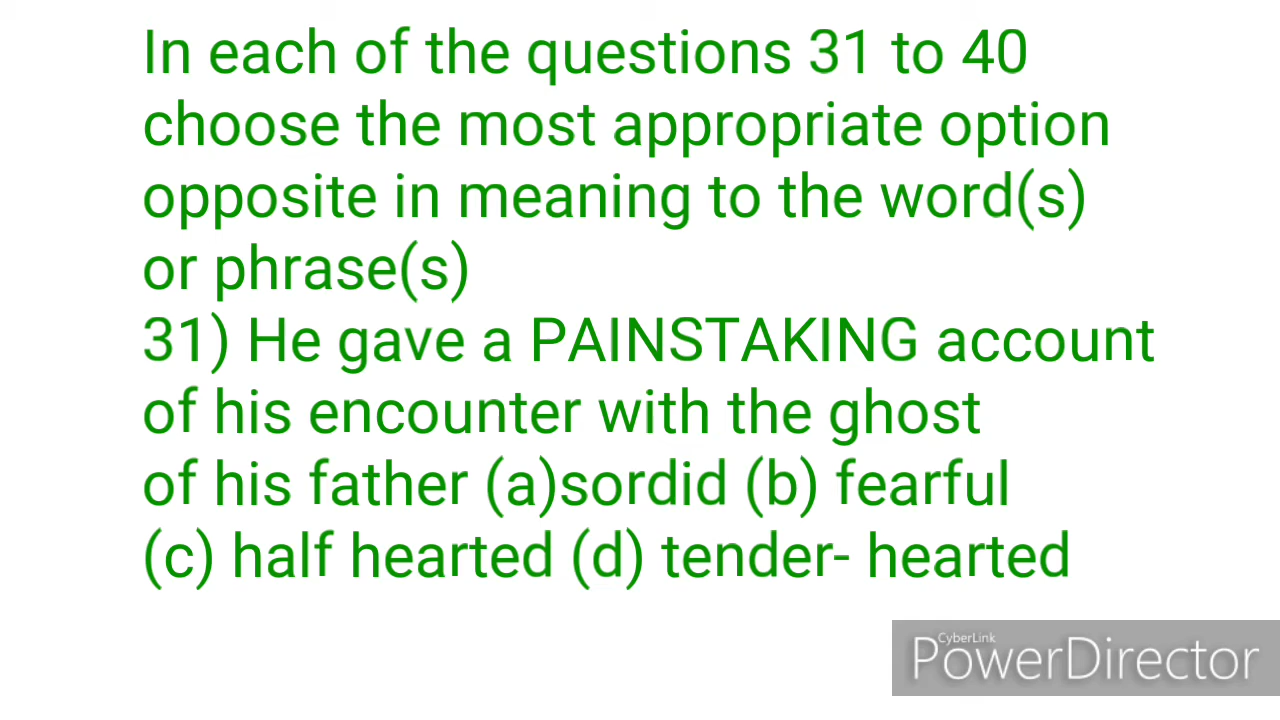 In each of the questions 31 to 40
choose the most appropriate option
opposite in meaning to the word(s)
or phrase(s)
31) He gave a PAINSTAKING account
of his encounter with the ghost
of his father (a)sordid (b) fearful
(c) half hearted (d) tender- hearted
CyberLink
PowerDirector